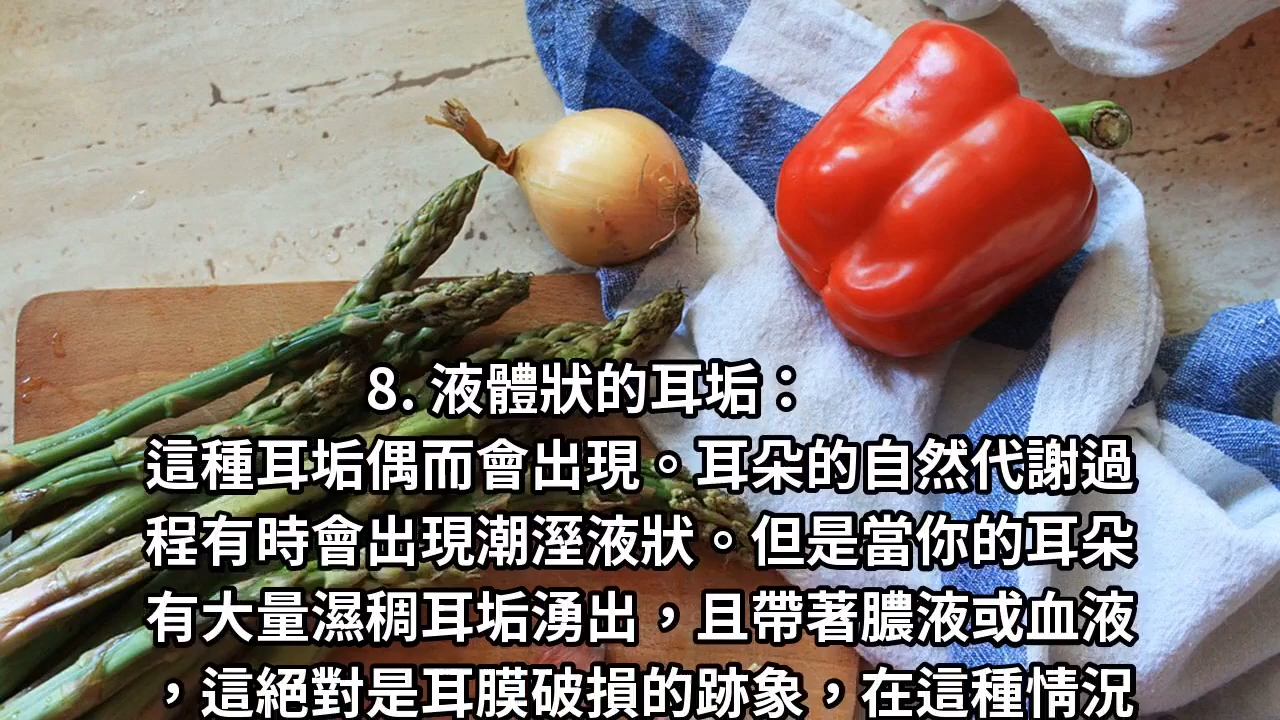 8. 液體狀的耳垢：
這種耳垢偶而會出現。耳朵的自然代謝過
程有時會出現潮溼液狀。但是當你的耳朵
有大量濕稠耳垢湧出，且帶著膿液或血液
，這絕對是耳膜破損的跡象，在這種情況